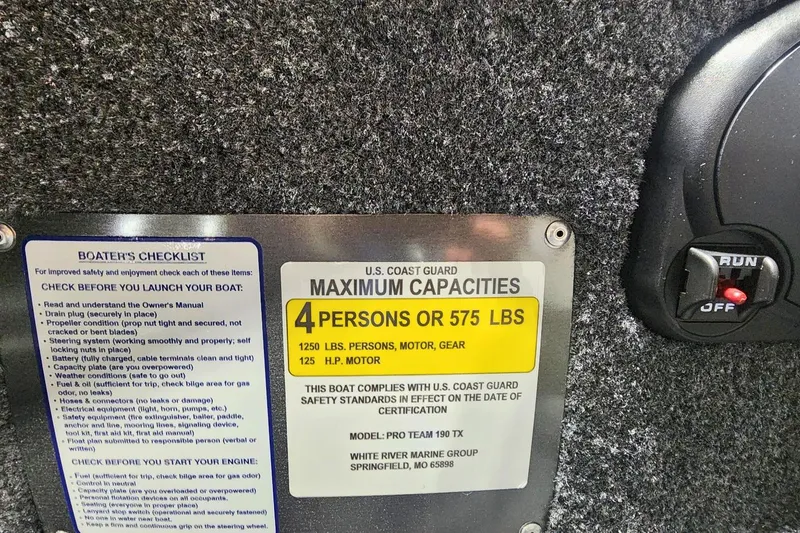 BOATER'S CHECKLIST
For improved safety and enjoyment check each of these items:
CHECK BEFORE YOU LAUNCH YOUR BOAT:
• Read and understand the Owner's Manual
• Drain plug (securely in place)
• Propeller condition (prop nut tight and secured, not
cracked or bent blades)
• Steering system (working smoothly and properly; self
locking nuts in place)
• Battery (fully charged, cable terminals clean and tight)
• Capacity plate (are you overpowered)
• Weather conditions (safe to go out)
• Fuel & oil (sufficient for trip, check bilge area for gas
odor, no leaks)
• Hoses & connectors (no leaks or damage)
• Electrical equipment (light, horn, pumps, etc.)
• Safety equipment (fire extinguisher, bailer, paddle,
anchor and line, mooring lines, signaling device,
tool kit, first aid kit, first aid manual)
• Float plan submitted to responsible person (verbal or
written)
CHECK BEFORE YOU START YOUR ENGINE:
• Fuel (sufficient for trip, check bilge area for gas odor)
• Control in neutral
• Capacity plate (are you overloaded or overpowered)
• Personal flotation devices on all occupants.
• Seating (everyone in proper place)
• Lanyard stop switch (operational and securely fastened)
• No one in water near boat.
• Keep a firm and continuous grip on the steering wheel.
U.S. COAST GUARD
MAXIMUM CAPACITIES
4 PERSONS OR 575 LBS
1250 LBS. PERSONS, MOTOR, GEAR
125 H.P. MOTOR
THIS BOAT COMPLIES WITH U.S. COAST GUARD
SAFETY STANDARDS IN EFFECT ON THE DATE OF
CERTIFICATION
MODEL: PRO TEAM 190 TX
WHITE RIVER MARINE GROUP
SPRINGFIELD, MO 65898
RUN
OFF